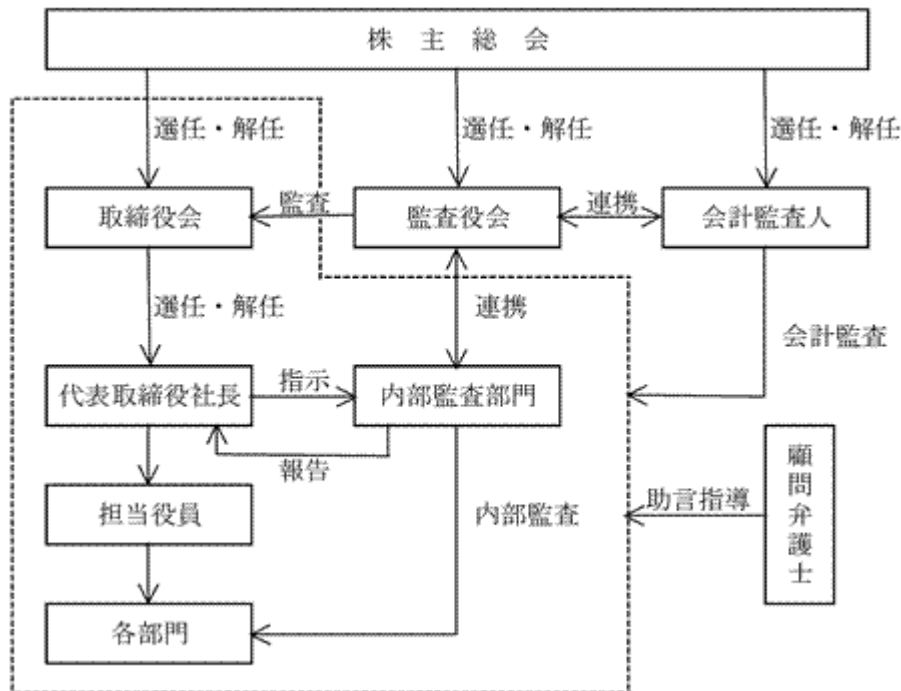 株主総会
選任・解任
選任・解任
選任・解任
取締役会
監査
監査役会
連携
会計監査人
選任・解任
連携
会計監査
代表取締役社長
指示
内部監査部門
報告
担当役員
内部監査
助言指導
顧問弁護士
各部門